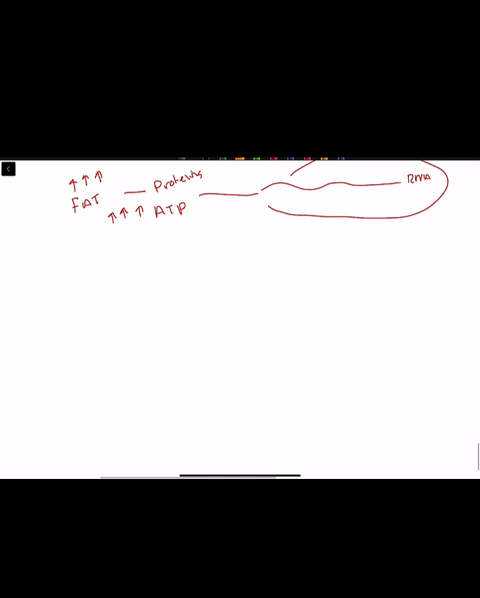 ↑ ↑ ↑
FAT — Proteins
↑ ↑ ↑ ATP
RNA